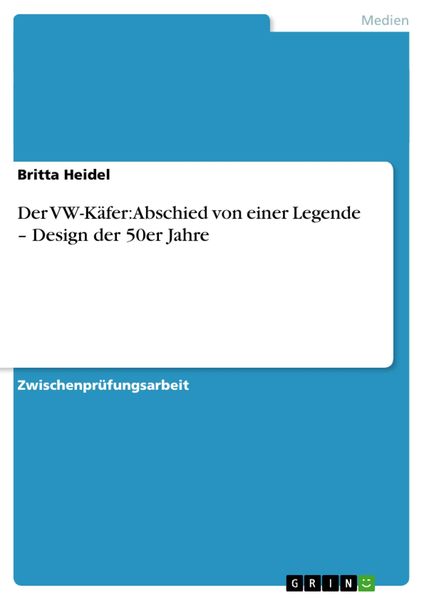 Medien
Britta Heidel
Der VW-Käfer: Abschied von einer Legende
– Design der 50er Jahre
Zwischenprüfungsarbeit
GRIN